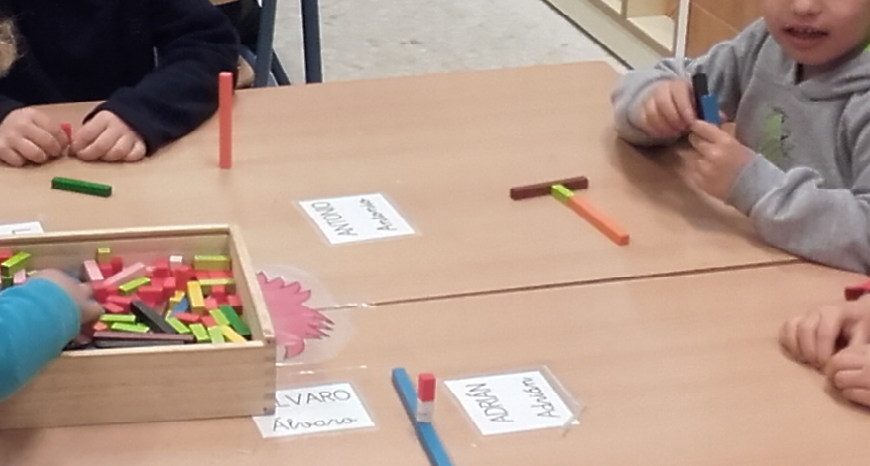 ANTONIO
Antonio
LVARO
Álvaro
ADRIÁN
Adrián